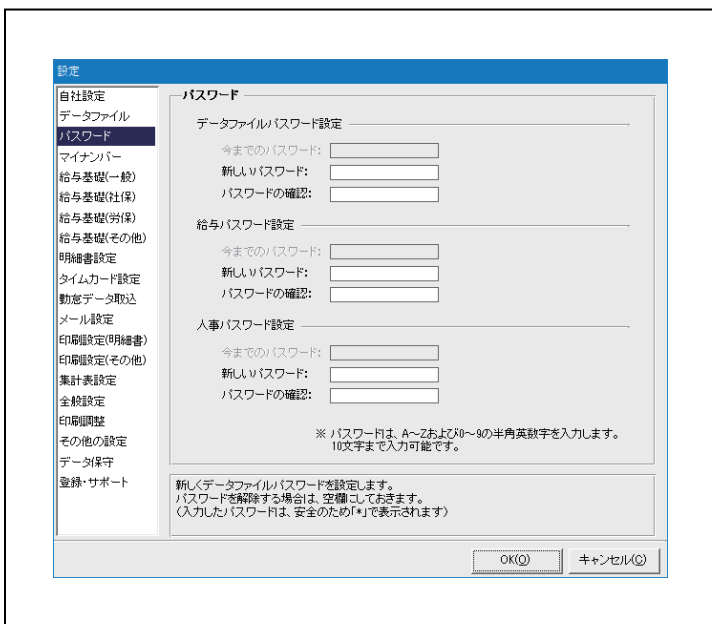 設定
自社設定
データファイル
パスワード
マイナンバー
給与基礎(一般)
給与基礎(社保)
給与基礎(労保)
給与基礎(その他)
明細書設定
タイムカード設定
勤怠データ取込
メール設定
印刷設定(明細書)
印刷設定(その他)
集計表設定
全般設定
印刷調整
その他の設定
データ保守
登録・サポート
パスワード
データファイルパスワード設定
今までのパスワード:
新しいパスワード:
パスワードの確認:
給与パスワード設定
今までのパスワード:
新しいパスワード:
パスワードの確認:
人事パスワード設定
今までのパスワード:
新しいパスワード:
パスワードの確認:
※ パスワードは、A～Zおよび0～9の半角英数字を入力します。
10文字まで入力可能です。
新しくデータファイルパスワードを設定します。
パスワードを解除する場合は、空欄にしておきます。
(入力したパスワードは、安全のため「*」で表示されます)
OK(O)
キャンセル(C)